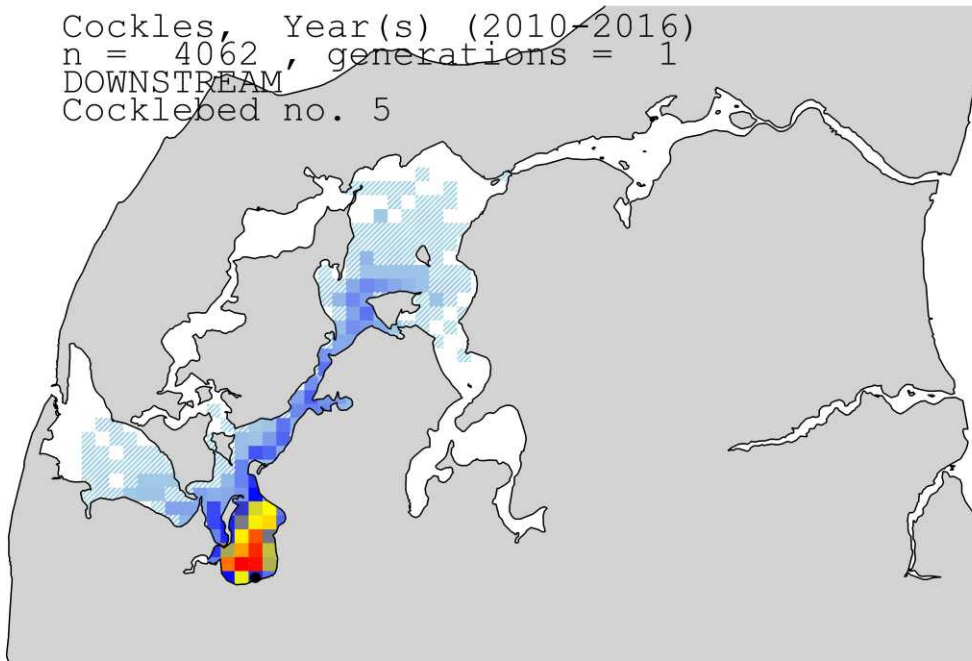 Cockles, Year(s) (2010-2016)
n = 4062 , generations = 1
DOWNSTREAM
Cocklebed no. 5